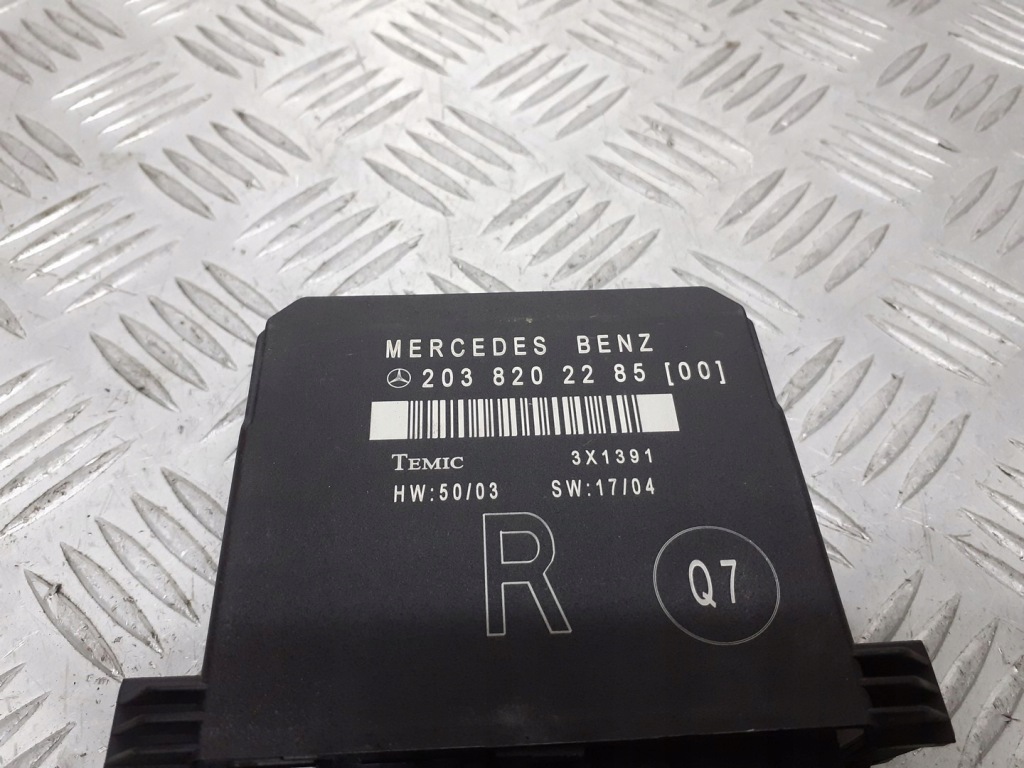 MERCEDES BENZ
203 820 22 85 [00]
TEMIC 3X1391
HW:50/03 SW:17/04
R
Q7